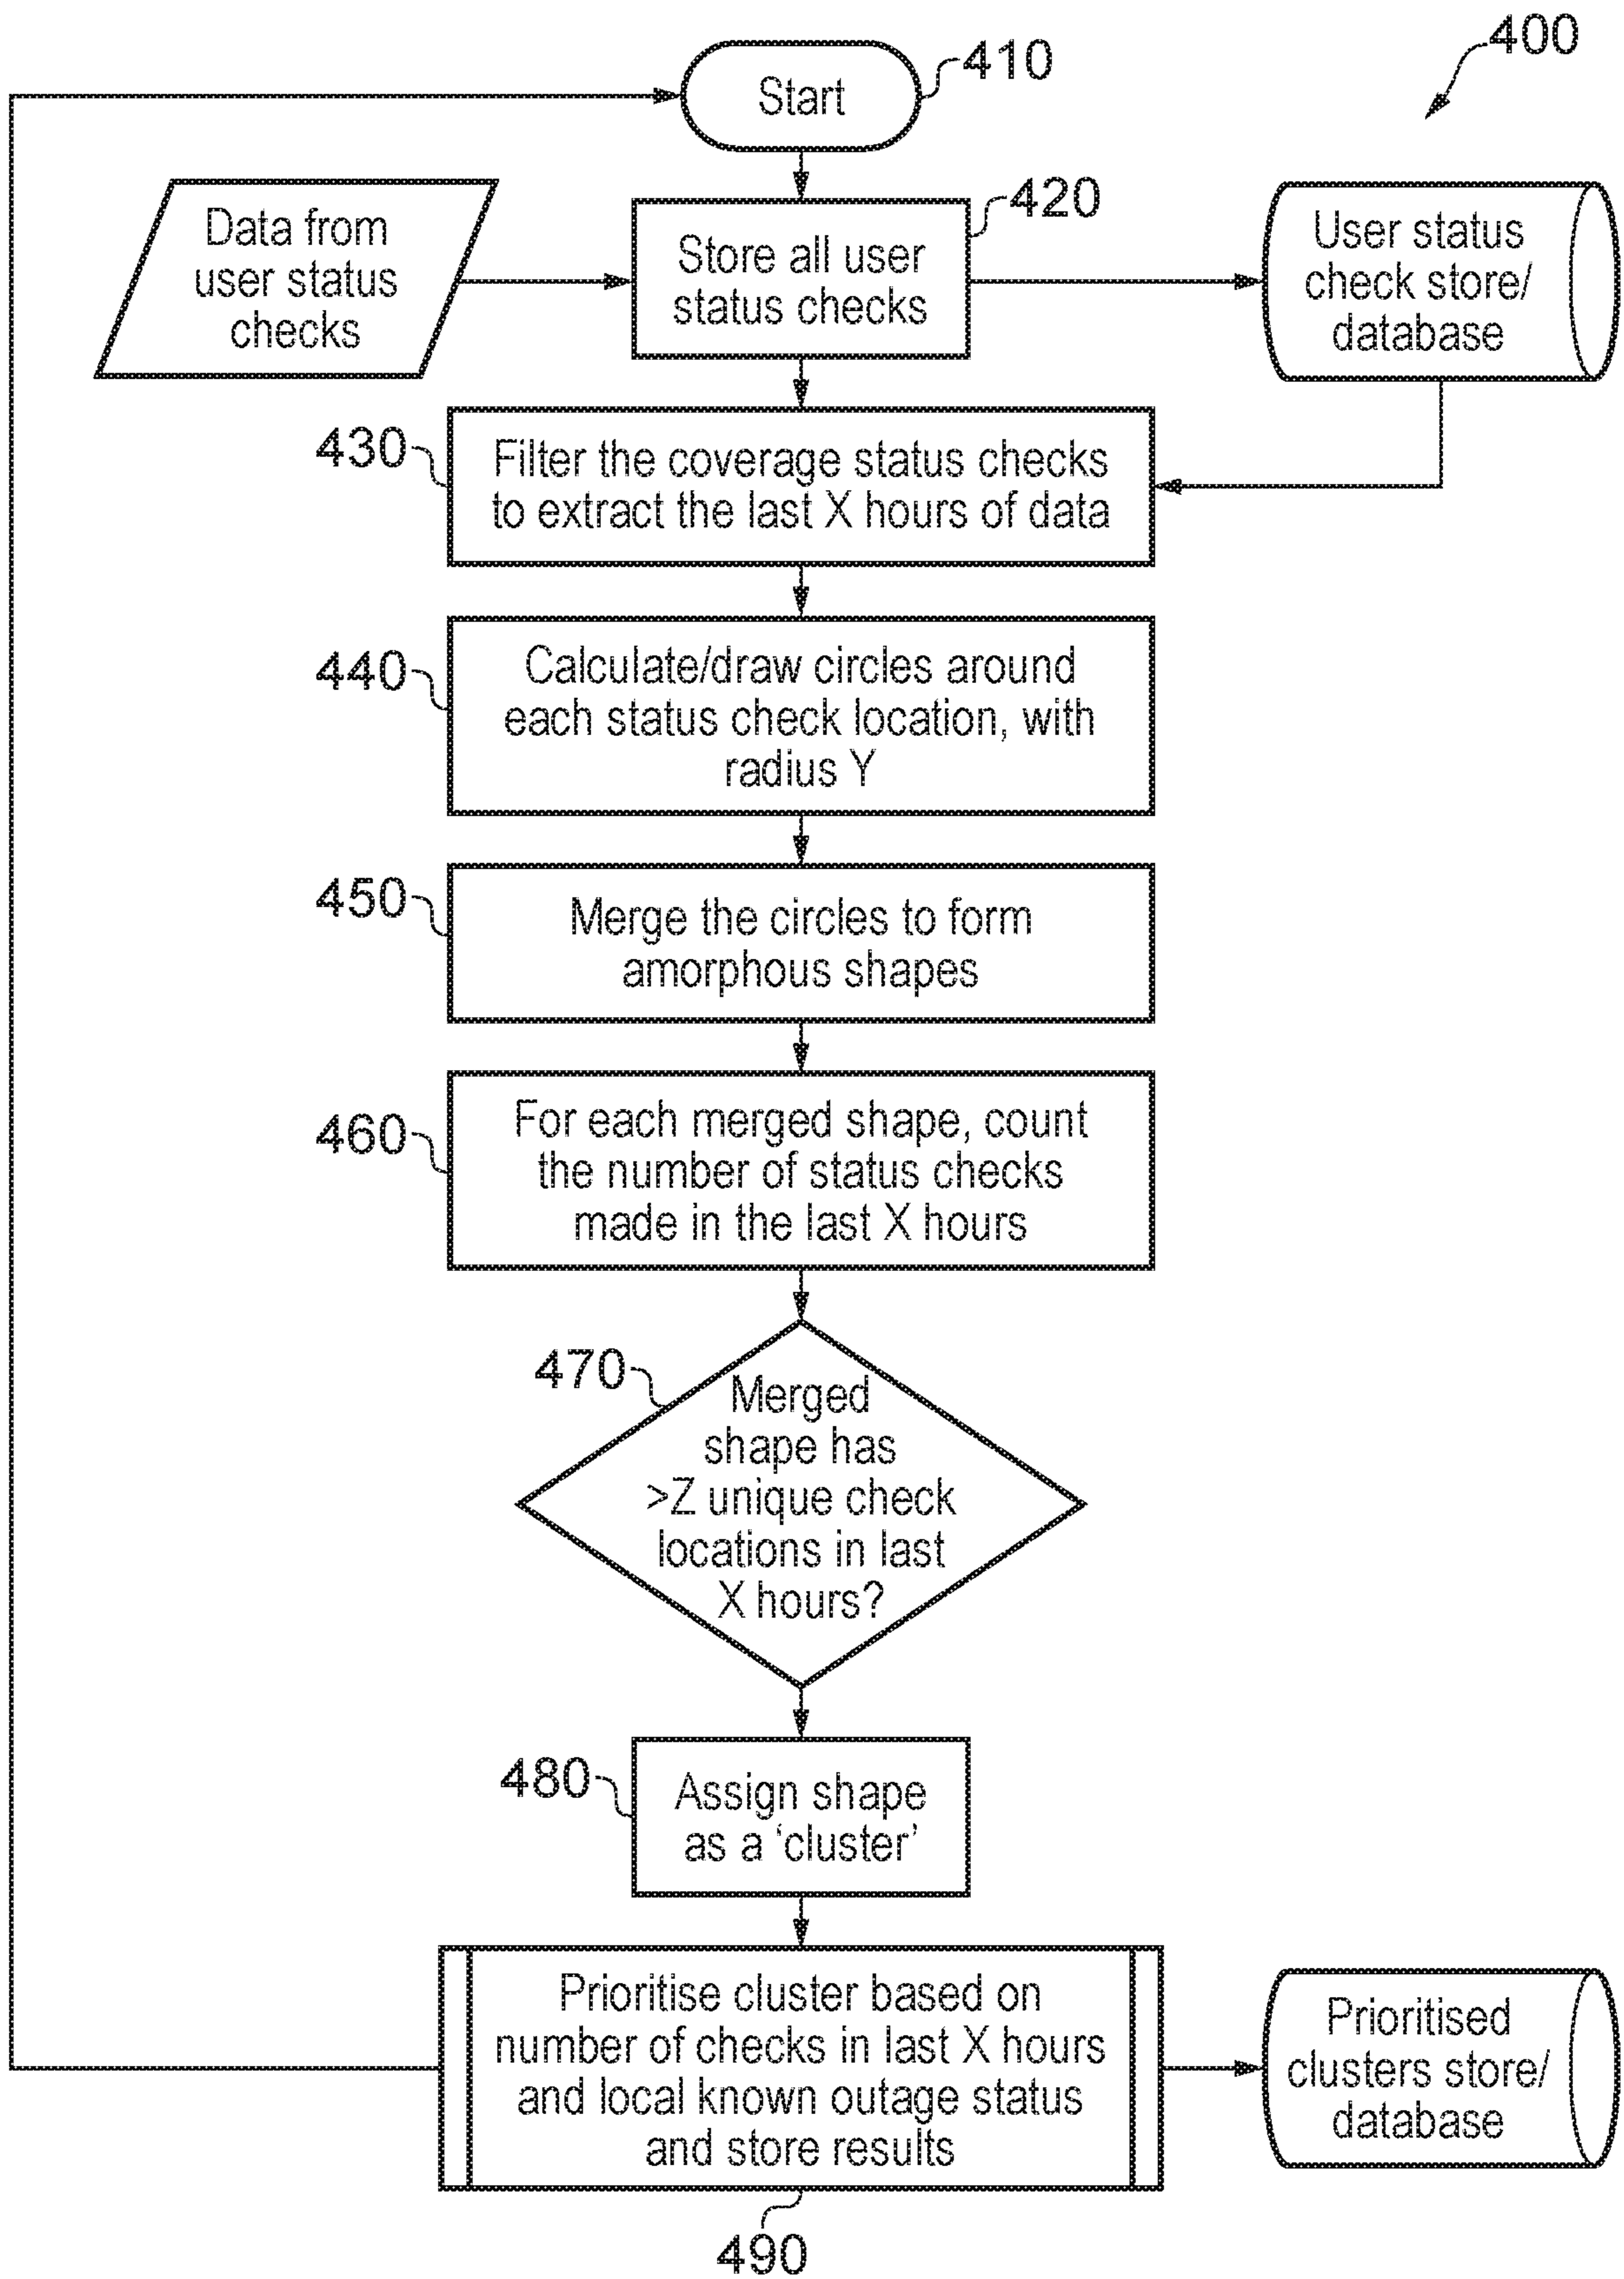 400
Start
410
Data from
user status
checks
Store all user
status checks
420
User status
check store/
database
430
Filter the coverage status checks
to extract the last X hours of data
440
Calculate/draw circles around
each status check location, with
radius Y
450
Merge the circles to form
amorphous shapes
460
For each merged shape, count
the number of status checks
made in the last X hours
470
Merged
shape has
>Z unique check
locations in last
X hours?
480
Assign shape
as a ‘cluster’
Prioritise cluster based on
number of checks in last X hours
and local known outage status
and store results
490
Prioritised
clusters store/
database